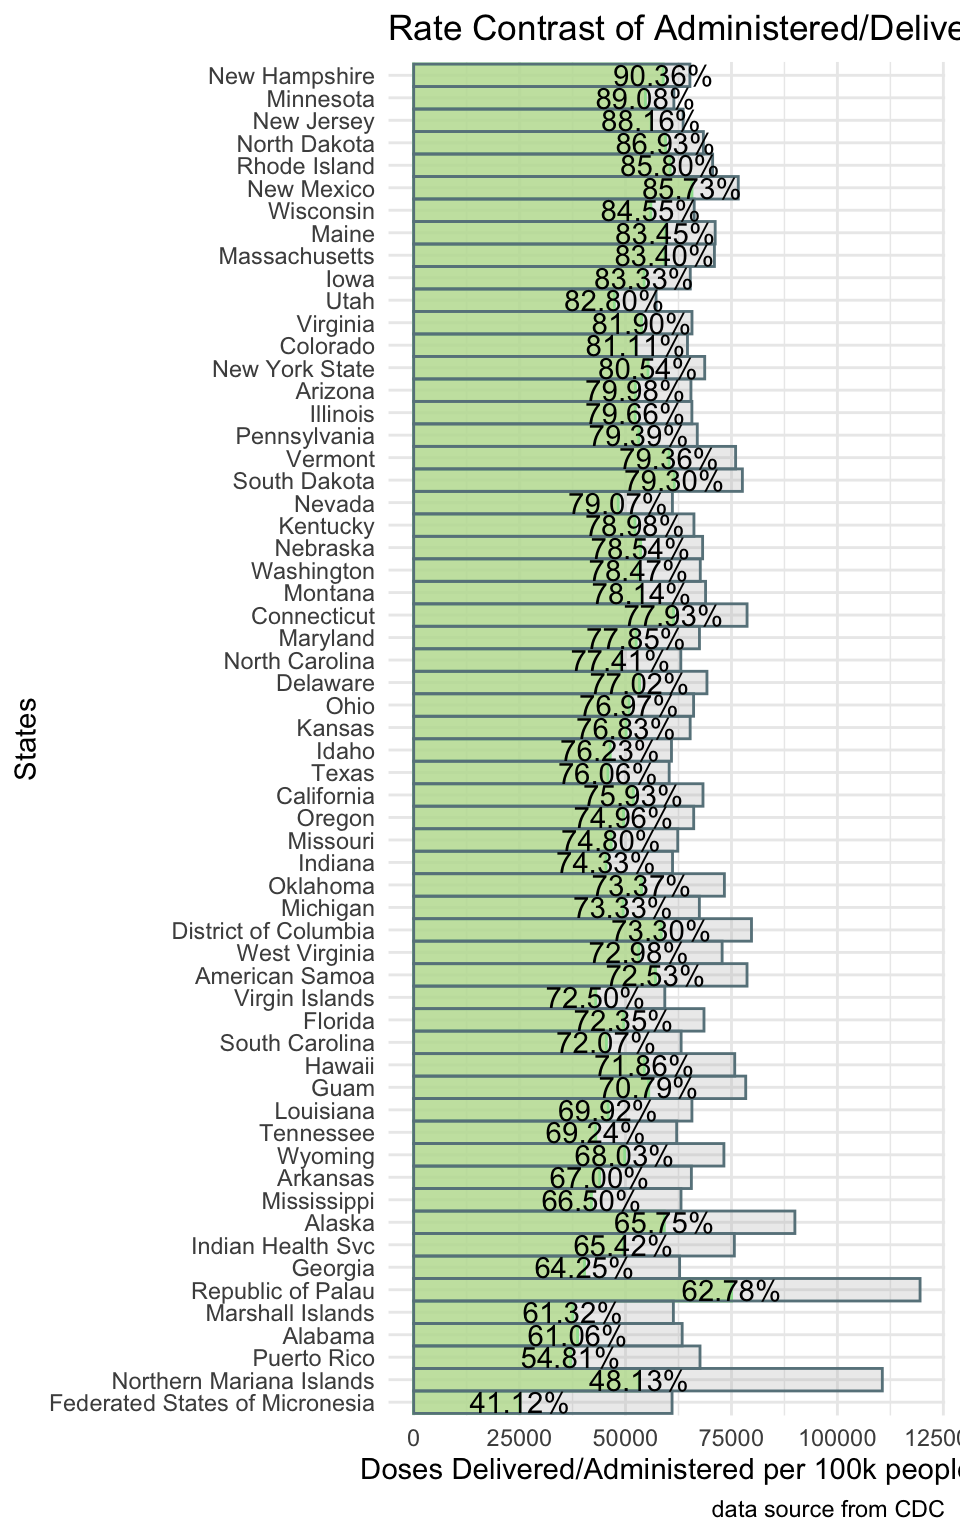 Rate Contrast of Administered/Delive
New Hampshire 90.36%
Minnesota 89.08%
New Jersey 88.16%
North Dakota 86.93%
Rhode Island 85.80%
New Mexico 85.73%
Wisconsin 84.55%
Maine 83.45%
Massachusetts 83.40%
Iowa 83.33%
Utah 82.80%
Virginia 81.90%
Colorado 81.11%
New York State 80.54%
Arizona 79.98%
Illinois 79.66%
Pennsylvania 79.39%
Vermont 79.36%
South Dakota 79.30%
Nevada 79.07%
Kentucky 78.98%
Nebraska 78.54%
Washington 78.47%
Montana 78.14%
Connecticut 77.93%
Maryland 77.85%
North Carolina 77.41%
Delaware 77.02%
Ohio 76.97%
Kansas 76.83%
Idaho 76.23%
Texas 76.06%
California 75.93%
Oregon 74.96%
Missouri 74.80%
Indiana 74.33%
Oklahoma 73.37%
Michigan 73.33%
District of Columbia 73.30%
West Virginia 72.98%
American Samoa 72.53%
Virgin Islands 72.50%
Florida 72.35%
South Carolina 72.07%
Hawaii 71.86%
Guam 70.79%
Louisiana 69.92%
Tennessee 69.24%
Wyoming 68.03%
Arkansas 67.00%
Mississippi 66.50%
Alaska 65.75%
Indian Health Svc 65.42%
Georgia 64.25%
Republic of Palau 62.78%
Marshall Islands 61.32%
Alabama 61.06%
Puerto Rico 54.81%
Northern Mariana Islands 48.13%
Federated States of Micronesia 41.12%
States
0 25000 50000 75000 100000 12500
Doses Delivered/Administered per 100k people
data source from CDC